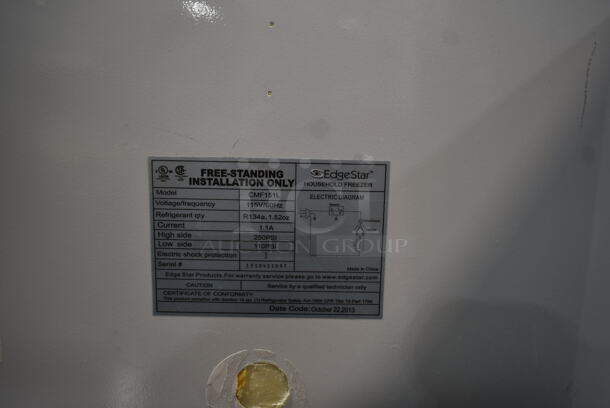 FREE-STANDING
INSTALLATION ONLY
EdgeStar
HOUSEHOLD FREEZER
Model CMF151L
ELECTRIC DIAGRAM
Voltage/frequency 115V/60Hz
Refrigerant qty R134a, 1.52oz
Current 1.1A
High side 250PSI
Low side 110PSI
Electric shock protection I
Serial #
Made in China
Edge Star Products. For warranty service please go to www.edgestar.com
CAUTION Service by a qualified technician only
CERTIFICATE OF CONFORMITY
Date Code: October 22,2013
AUCTION GROUP